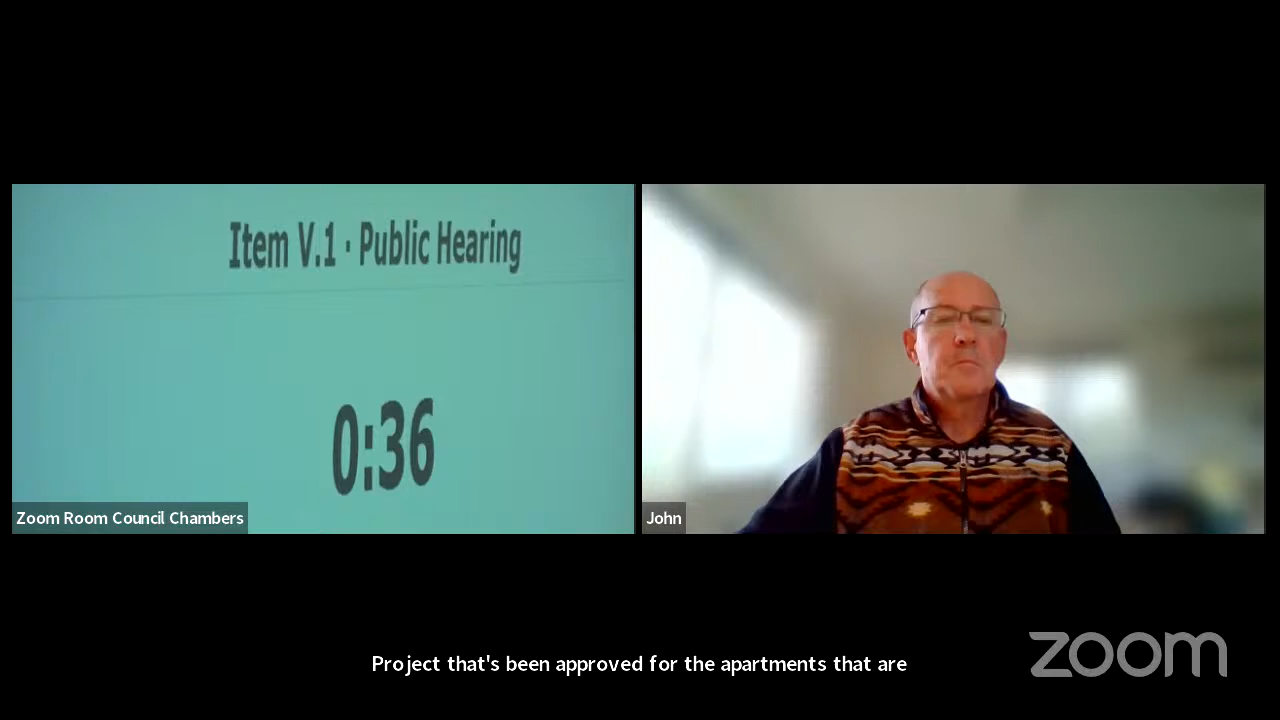 Item V.1 · Public Hearing
0:36
Zoom Room Council Chambers
John
Project that's been approved for the apartments that are
zoom